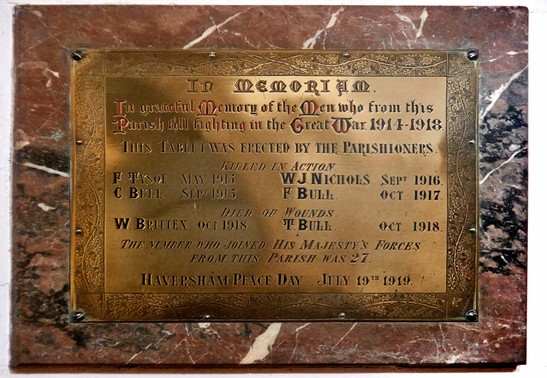 IN MEMORIAM.
In grateful Memory of the Men who from this
Parish fell fighting in the Great War 1914-1918.
THIS TABLET WAS ERECTED BY THE PARISHIONERS.
KILLED IN ACTION
F TYSOE MAY 1915 W J NICHOLS SEPT 1916.
C BULL SEPT 1915 F BULL OCT 1917.
DIED OF WOUNDS
W BRITTEN OCT 1918 T BULL OCT 1918.
THE NUMBER WHO JOINED HIS MAJESTY'S FORCES
FROM THIS PARISH WAS 27.
HAVERSHAM PEACE DAY JULY 19TH 1919.